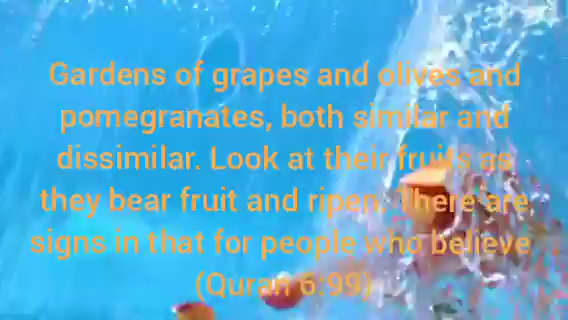 Gardens of grapes and olives and
pomegranates, both similar and
dissimilar. Look at their fruits as
they bear fruit and ripen. There are
signs in that for people who believe
(Quran 6:99)